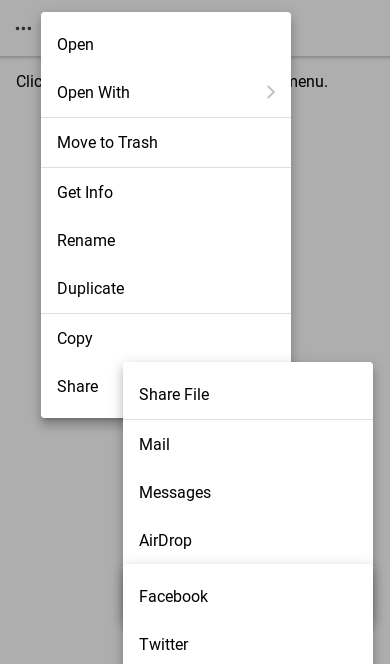 ...
Open
Clic
Open With
menu.
Move to Trash
Get Info
Rename
Duplicate
Copy
Share
Share File
Mail
Messages
AirDrop
Facebook
Twitter